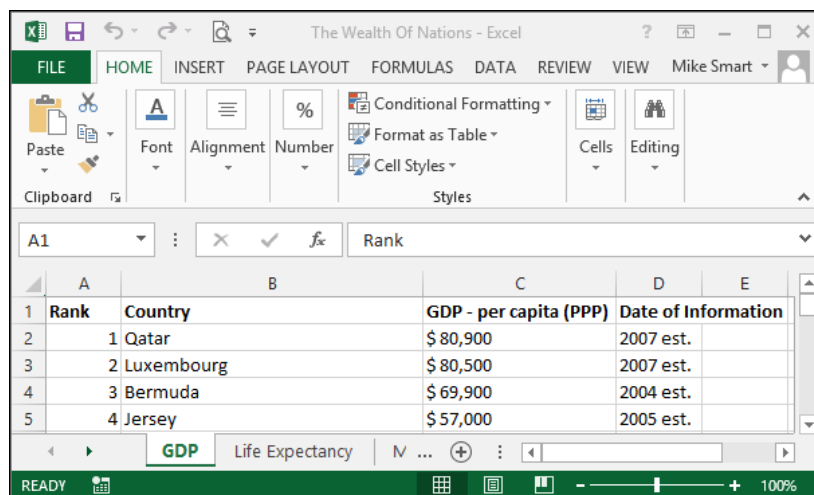 The Wealth Of Nations - Excel ?
FILE HOME INSERT PAGE LAYOUT FORMULAS DATA REVIEW VIEW Mike Smart
Paste
Clipboard
A
Font
Alignment
%
Number
Conditional Formatting
Format as Table
Cell Styles
Styles
Cells
Editing
A1 fx Rank
A B C D E
1 Rank Country GDP - per capita (PPP) Date of Information
2 1 Qatar $ 80,900 2007 est.
3 2 Luxembourg $ 80,500 2007 est.
4 3 Bermuda $ 69,900 2004 est.
5 4 Jersey $ 57,000 2005 est.
GDP Life Expectancy M ...
READY 100%